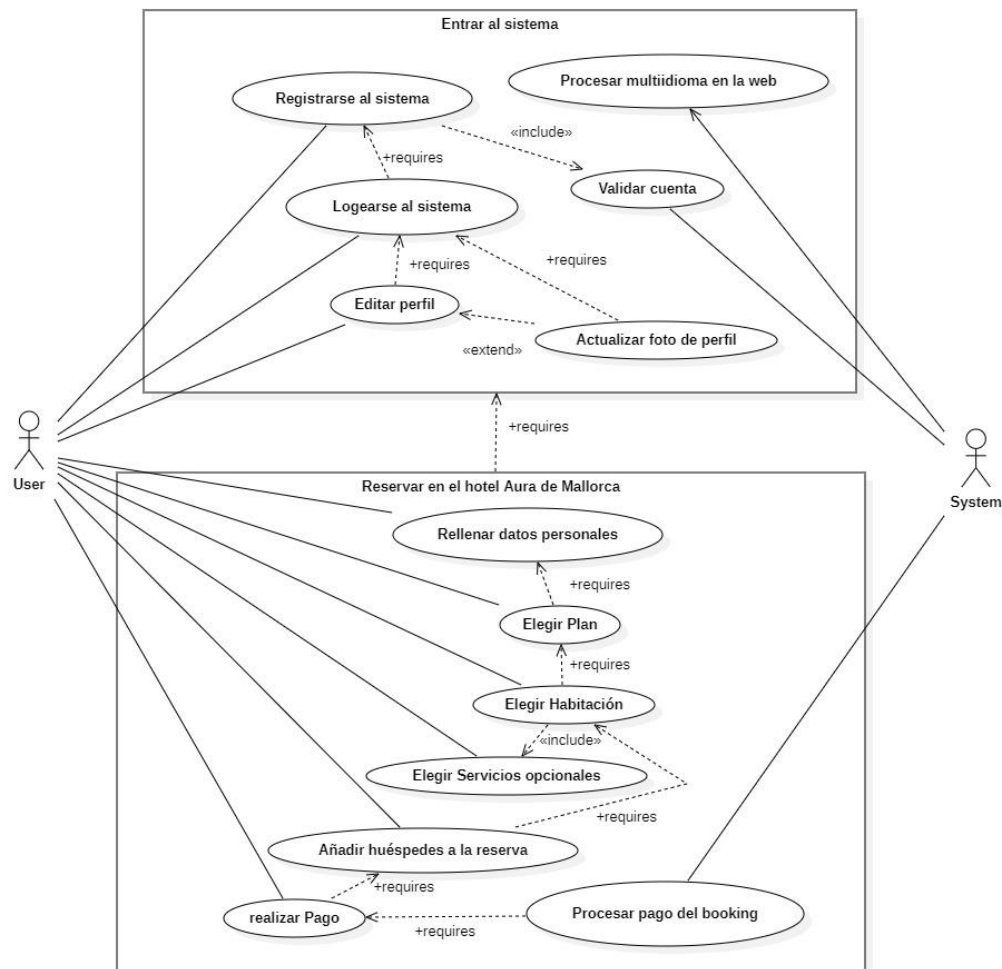 Entrar al sistema
Procesar multiidioma en la web
Registrarse al sistema
«include»
+requires
Validar cuenta
Logearse al sistema
+requires
+requires
Editar perfil
Actualizar foto de perfil
«extend»
+requires
User
System
Reservar en el hotel Aura de Mallorca
Rellenar datos personales
+requires
Elegir Plan
+requires
Elegir Habitación
«include»
Elegir Servicios opcionales
+requires
Añadir huéspedes a la reserva
+requires
realizar Pago
Procesar pago del booking
+requires